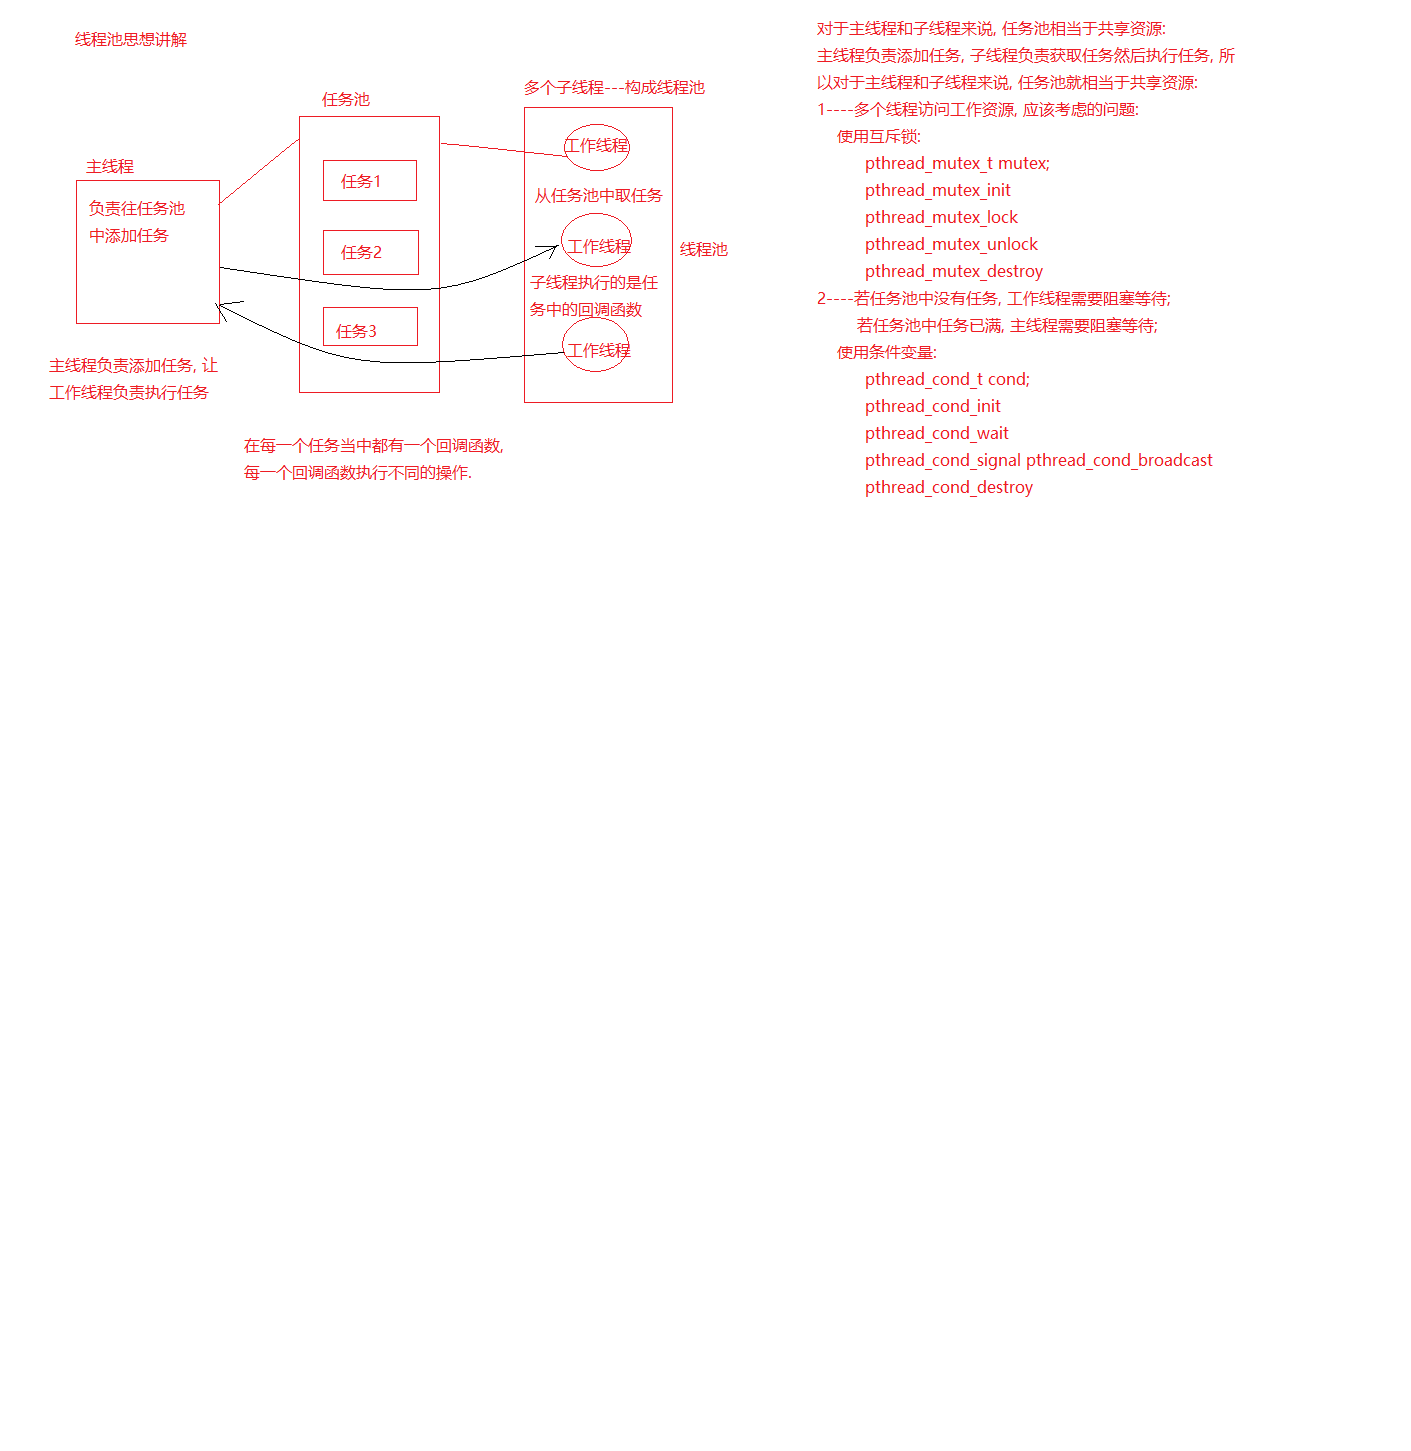 线程池思想讲解
任务池
多个子线程---构成线程池
主线程
负责往任务池
中添加任务
任务1
任务2
任务3
工作线程
从任务池中取任务
工作线程
线程池
子线程执行的是任
务中的回调函数
工作线程
主线程负责添加任务, 让
工作线程负责执行任务
在每一个任务当中都有一个回调函数,
每一个回调函数执行不同的操作.
对于主线程和子线程来说, 任务池相当于共享资源:
主线程负责添加任务, 子线程负责获取任务然后执行任务, 所
以对于主线程和子线程来说, 任务池就相当于共享资源:
1----多个线程访问工作资源, 应该考虑的问题:
使用互斥锁:
pthread_mutex_t mutex;
pthread_mutex_init
pthread_mutex_lock
pthread_mutex_unlock
pthread_mutex_destroy
2----若任务池中没有任务, 工作线程需要阻塞等待;
若任务池中任务已满, 主线程需要阻塞等待;
使用条件变量:
pthread_cond_t cond;
pthread_cond_init
pthread_cond_wait
pthread_cond_signal pthread_cond_broadcast
pthread_cond_destroy